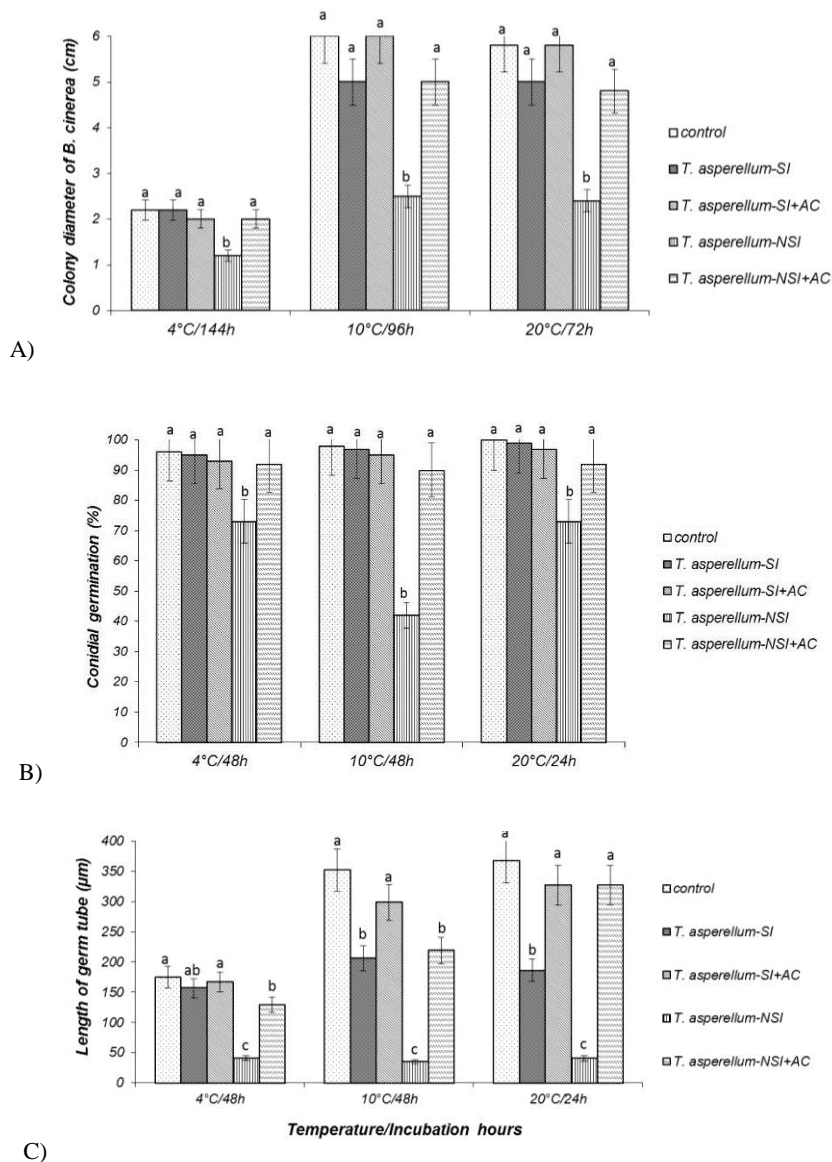 a a a a a a
6
a a
5
4
3
b b
a a a a
2
b
1
0
4°C/144h 10°C/96h 20°C/72h
Colony diameter of B. cinerea (cm)
control
T. asperellum-SI
T. asperellum-SI+AC
T. asperellum-NSI
T. asperellum-NSI+AC
A)
a a a a a a a a a a a a
100
90
80
b b
70
60
50
b
40
30
20
10
0
4°C/48h 10°C/48h 20°C/24h
Conidial germination (%)
control
T. asperellum-SI
T. asperellum-SI+AC
T. asperellum-NSI
T. asperellum-NSI+AC
B)
a a
400
a a a
350
300
b b b
250
a ab a
200
b
150
100
c c c
50
0
4°C/48h 10°C/48h 20°C/24h
Length of germ tube (µm)
Temperature/Incubation hours
control
T. asperellum-SI
T. asperellum-SI+AC
T. asperellum-NSI
T. asperellum-NSI+AC
C)